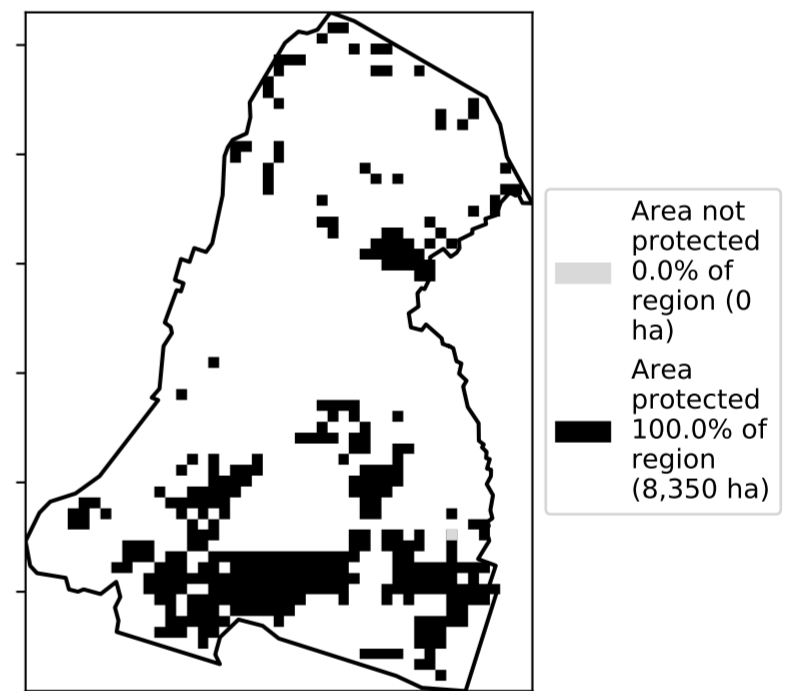 Area not
protected
0.0% of
region (0
ha)
Area
protected
100.0% of
region
(8,350 ha)